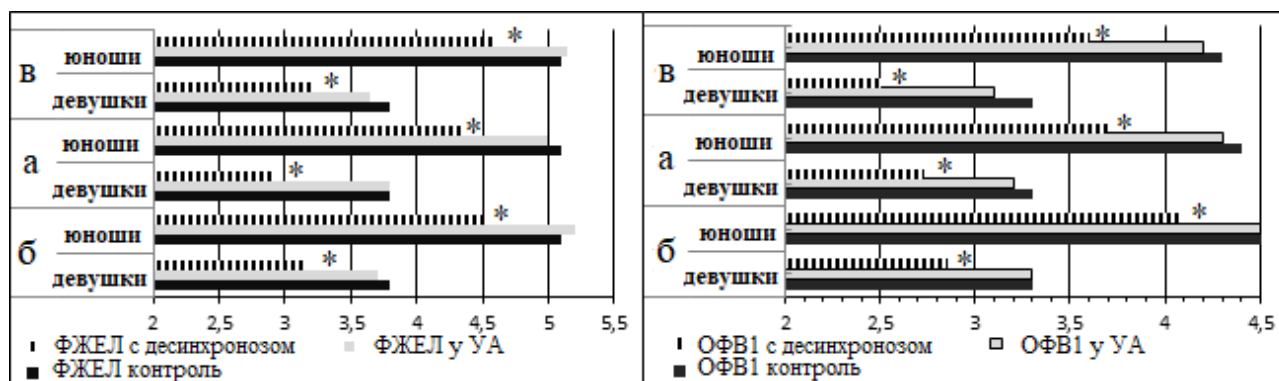 в
юноши *
девушки *
а
юноши *
девушки *
б
юноши *
девушки *
2 2,5 3 3,5 4 4,5 5 5,5
ФЖЕЛ с десинхронозом ФЖЕЛ у УА
ФЖЕЛ контроль
в
юноши *
девушки *
а
юноши *
девушки *
б
юноши *
девушки *
2 2,5 3 3,5 4 4,5
ОФВ1 с десинхронозом ОФВ1 у УА
ОФВ1 контроль